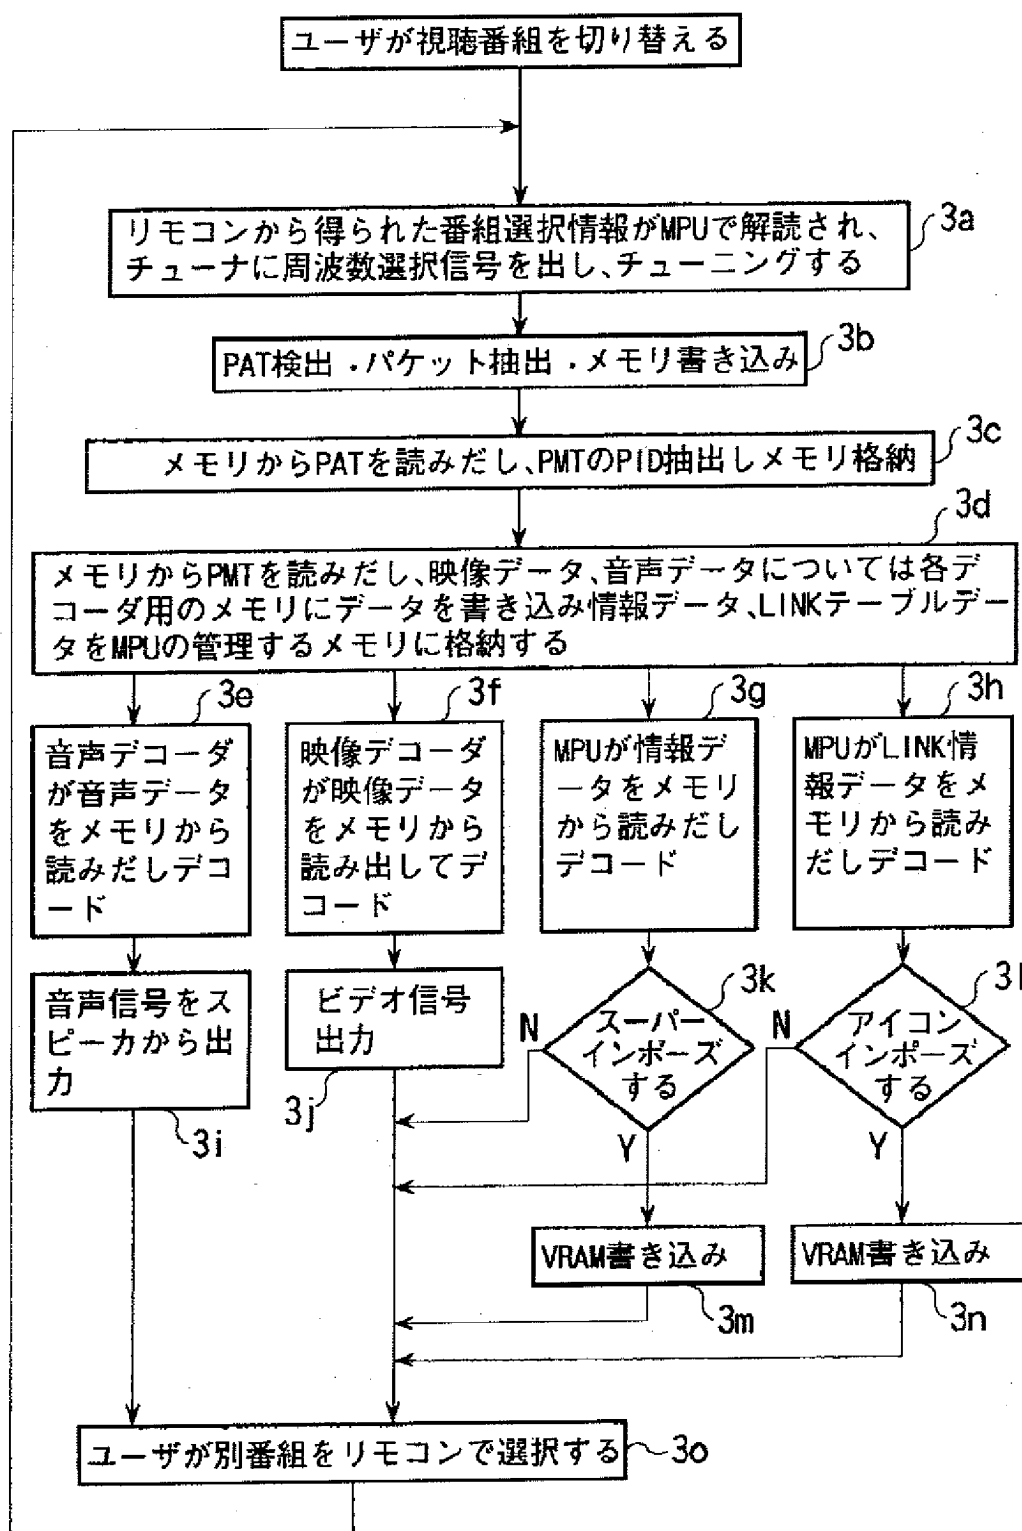 ユーザが視聴番組を切り替える
リモコンから得られた番組選択情報がMPUで解読され、
チューナに周波数選択信号を出し、チューニングする
3a
PAT検出・パケット抽出・メモリ書き込み
3b
メモリからPATを読みだし、PMTのPID抽出しメモリ格納
3c
3d
メモリからPMTを読みだし、映像データ、音声データについては各デ
コーダ用のメモリにデータを書き込み情報データ、LINKテーブルデー
タをMPUの管理するメモリに格納する
3e
音声デコーダ
が音声データ
をメモリから
読みだしデコ
ード
3f
映像デコーダ
が映像データ
をメモリから
読み出してデ
コード
3g
MPUが情報デ
ータをメモリ
から読みだし
デコード
3h
MPUがLINK情
報データをメ
モリから読み
だしデコード
音声信号をス
ピーカから出
力
3i
ビデオ信号
出力
3j
3k
スーパー
インポーズ
する
N
Y
3l
アイコン
インポーズ
する
N
Y
VRAM書き込み
3m
VRAM書き込み
3n
ユーザが別番組をリモコンで選択する
3o